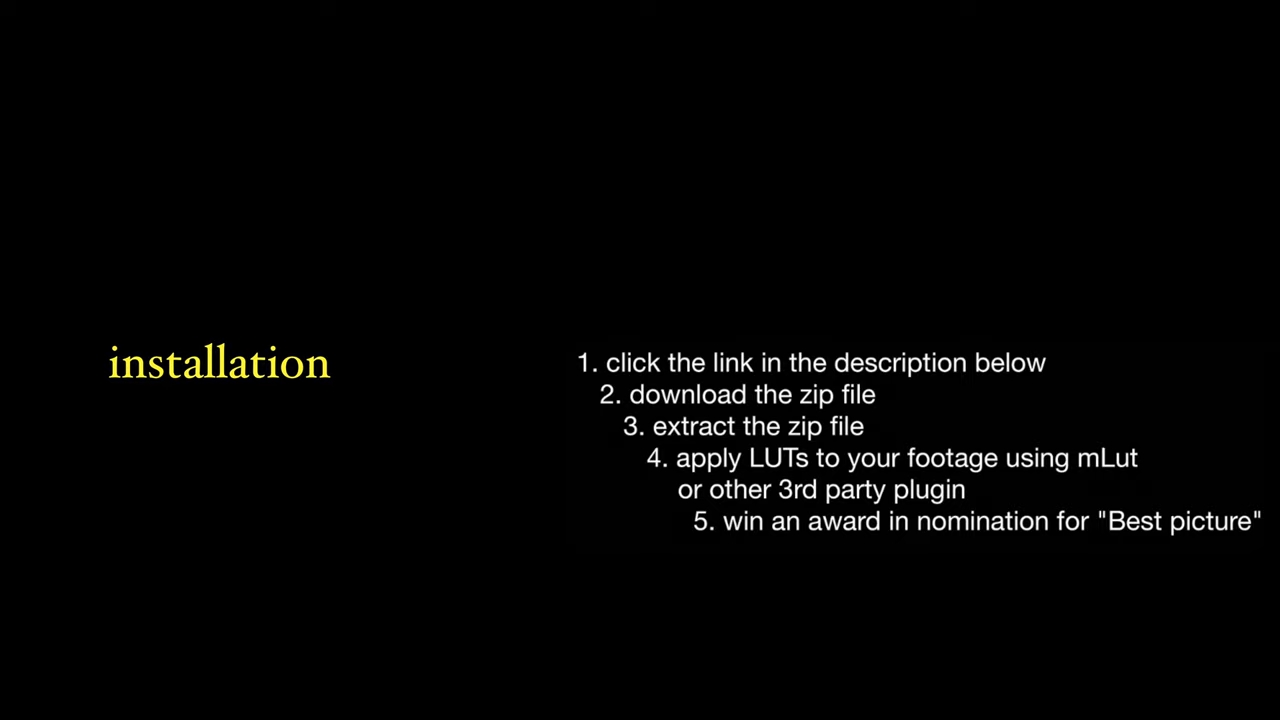 installation
1. click the link in the description below
2. download the zip file
3. extract the zip file
4. apply LUTs to your footage using mLut
or other 3rd party plugin
5. win an award in nomination for "Best picture"